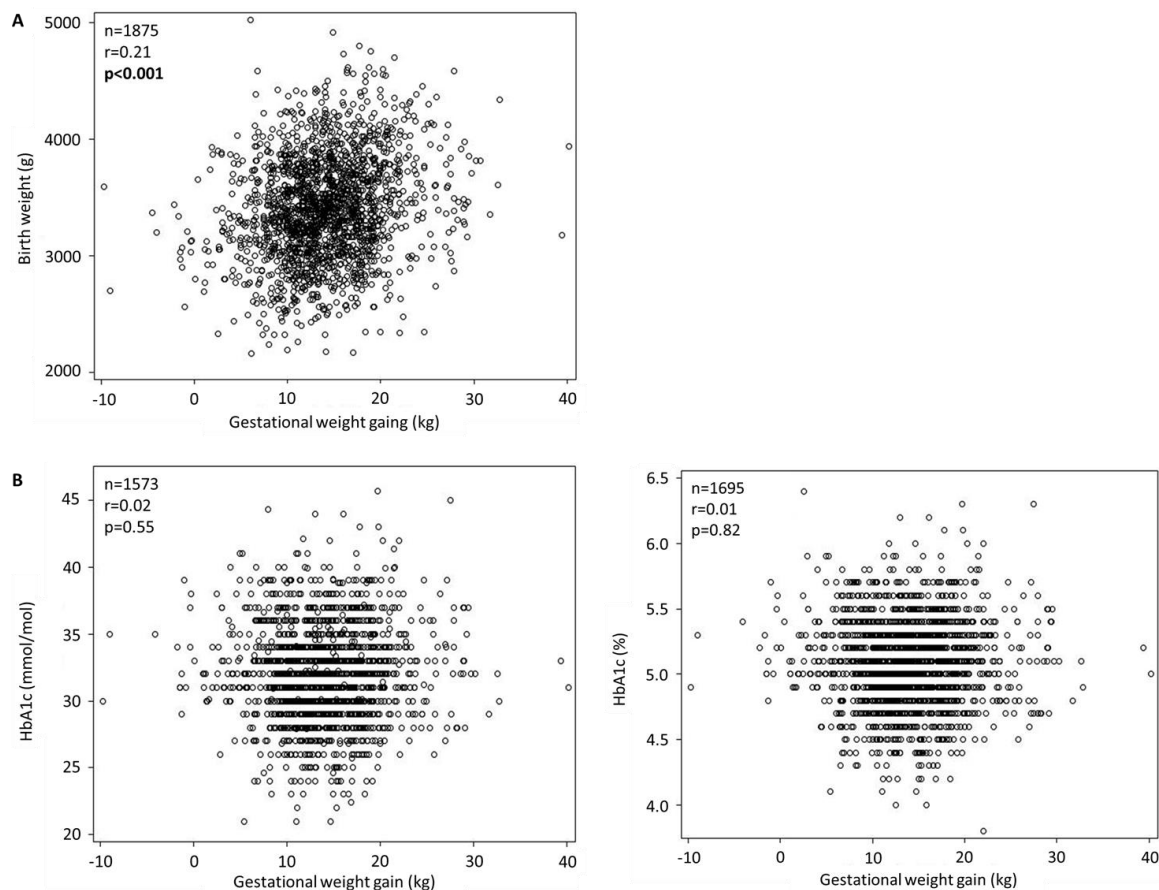 A
n=1875
r=0.21
p<0.001
5000
4000
3000
2000
Birth weight (g)
-10 0 10 20 30 40
Gestational weight gaing (kg)
B
n=1573
r=0.02
p=0.55
45
40
35
30
25
20
HbA1c (mmol/mol)
-10 0 10 20 30 40
Gestational weight gain (kg)
n=1695
r=0.01
p=0.82
6.5
6.0
5.5
5.0
4.5
4.0
HbA1c (%)
-10 0 10 20 30 40
Gestational weight gain (kg)